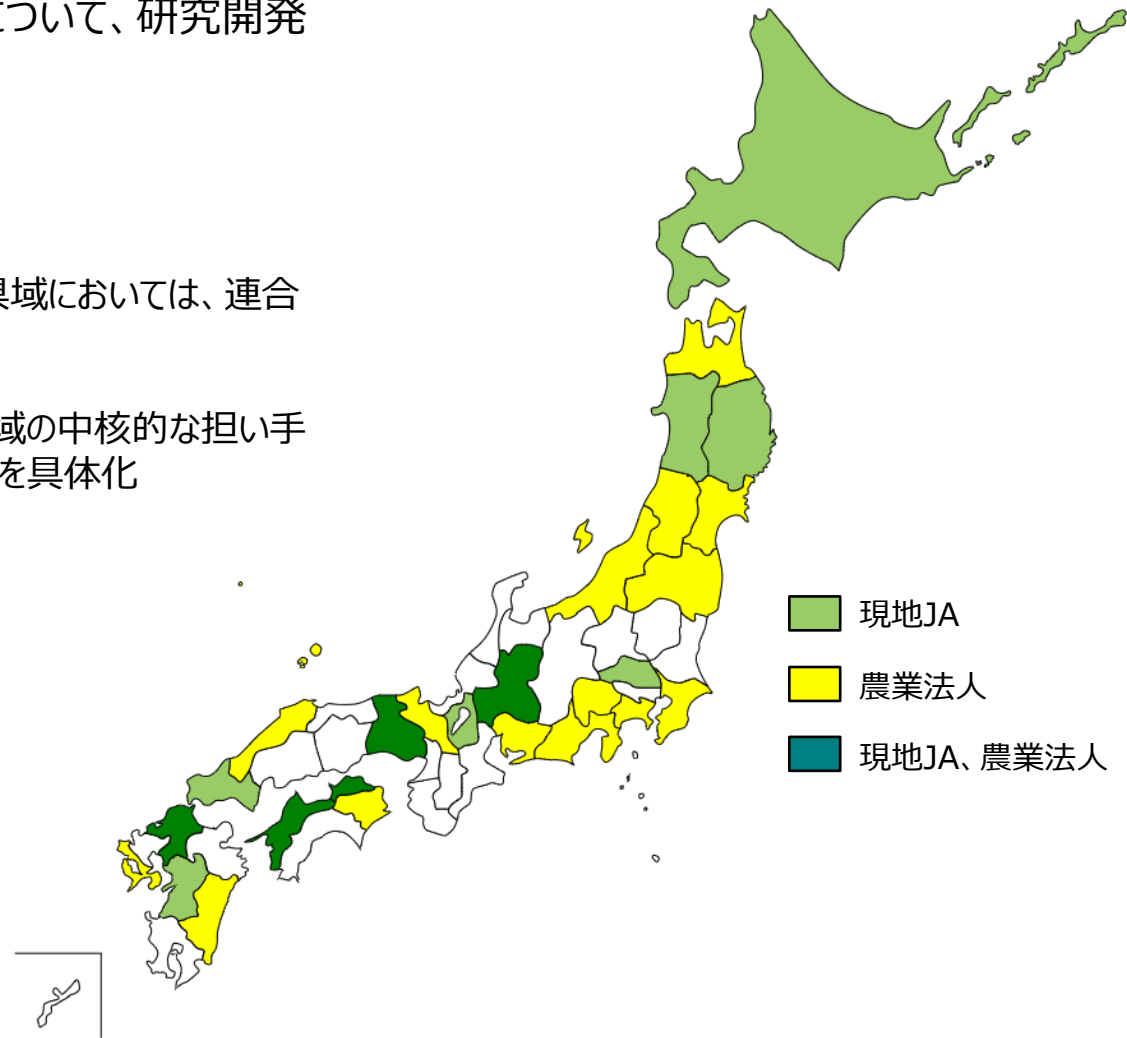 について、研究開発
県域においては、連合
域の中核的な担い手
を具体化
現地JA
農業法人
現地JA、農業法人